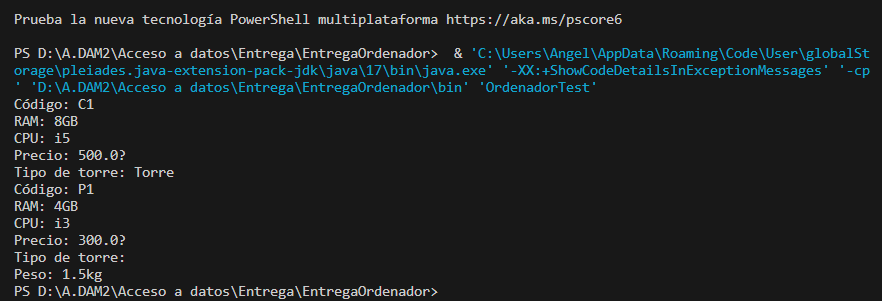 Prueba la nueva tecnología PowerShell multiplataforma https://aka.ms/pscore6
PS D:\A.DAM2\Acceso a datos\Entrega\EntregaOrdenador>  & 'C:\Users\Angel\AppData\Roaming\Code\User\globalSt
orage\pleiades.java-extension-pack-jdk\java\17\bin\java.exe' '-XX:+ShowCodeDetailsInExceptionMessages' '-cp
' 'D:\A.DAM2\Acceso a datos\Entrega\EntregaOrdenador\bin' 'OrdenadorTest'
Código: C1
RAM: 8GB
CPU: i5
Precio: 500.0?
Tipo de torre: Torre
Código: P1
RAM: 4GB
CPU: i3
Precio: 300.0?
Tipo de torre:
Peso: 1.5kg
PS D:\A.DAM2\Acceso a datos\Entrega\EntregaOrdenador>